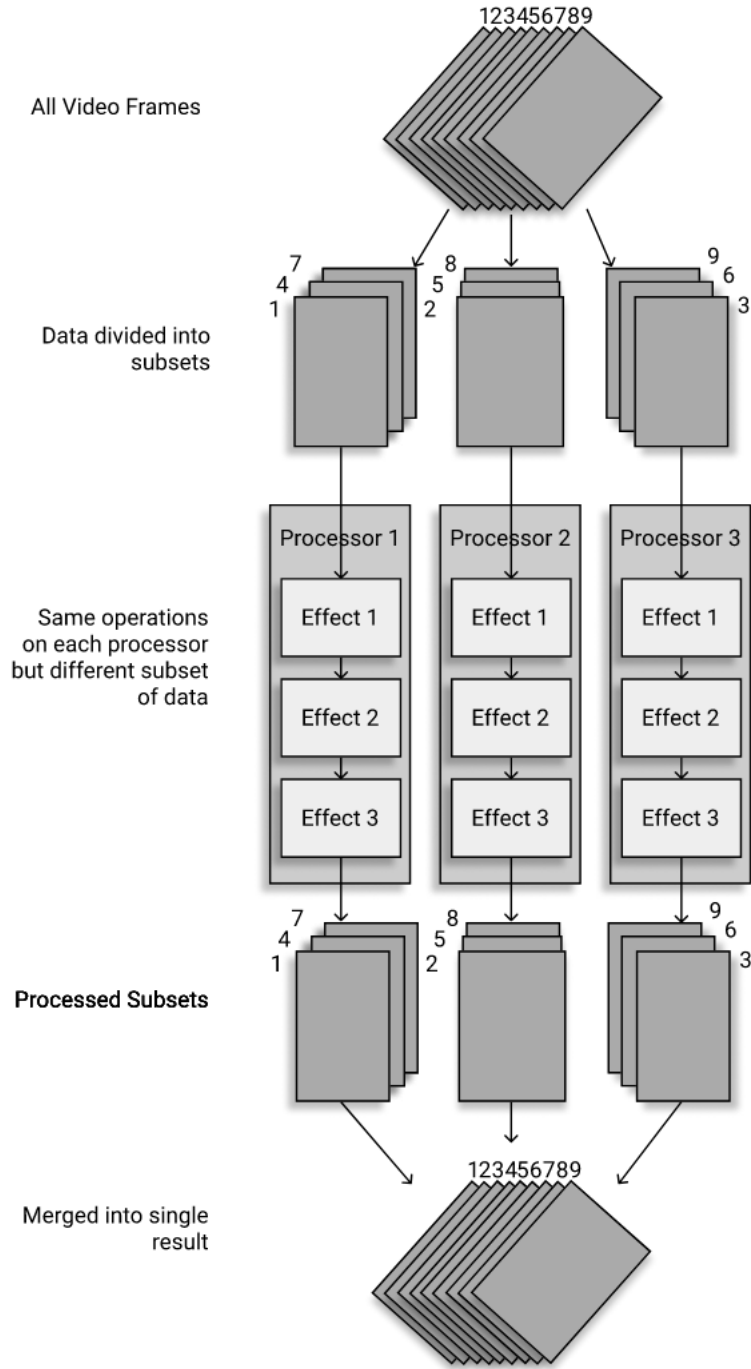 123456789
All Video Frames
7
4
1
8
5
2
9
6
3
Data divided into
subsets
Processor 1
Processor 2
Processor 3
Same operations
on each processor
but different subset
of data
Effect 1
Effect 2
Effect 3
Effect 1
Effect 2
Effect 3
Effect 1
Effect 2
Effect 3
7
4
1
8
5
2
9
6
3
Processed Subsets
123456789
Merged into single
result